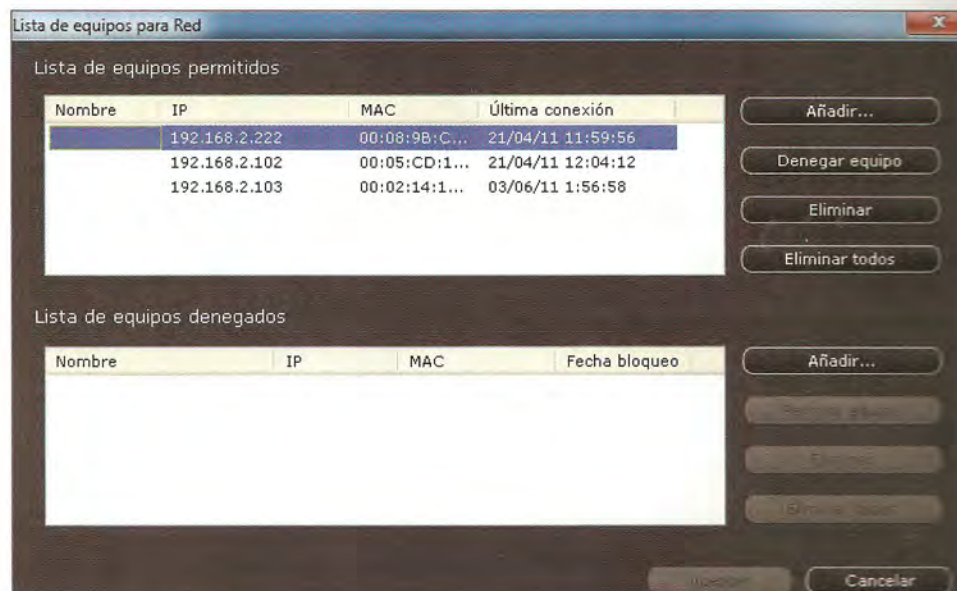 Lista de equipos para Red
Lista de equipos permitidos
Nombre IP MAC Última conexión
192.168.2.222 00:08:9B:C... 21/04/11 11:59:56
192.168.2.102 00:05:CD:1... 21/04/11 12:04:12
192.168.2.103 00:02:14:1... 03/06/11 1:56:58
Añadir...
Denegar equipo
Eliminar
Eliminar todos
Lista de equipos denegados
Nombre IP MAC Fecha bloqueo
Añadir...
Eliminar
Eliminar todos
Cancelar